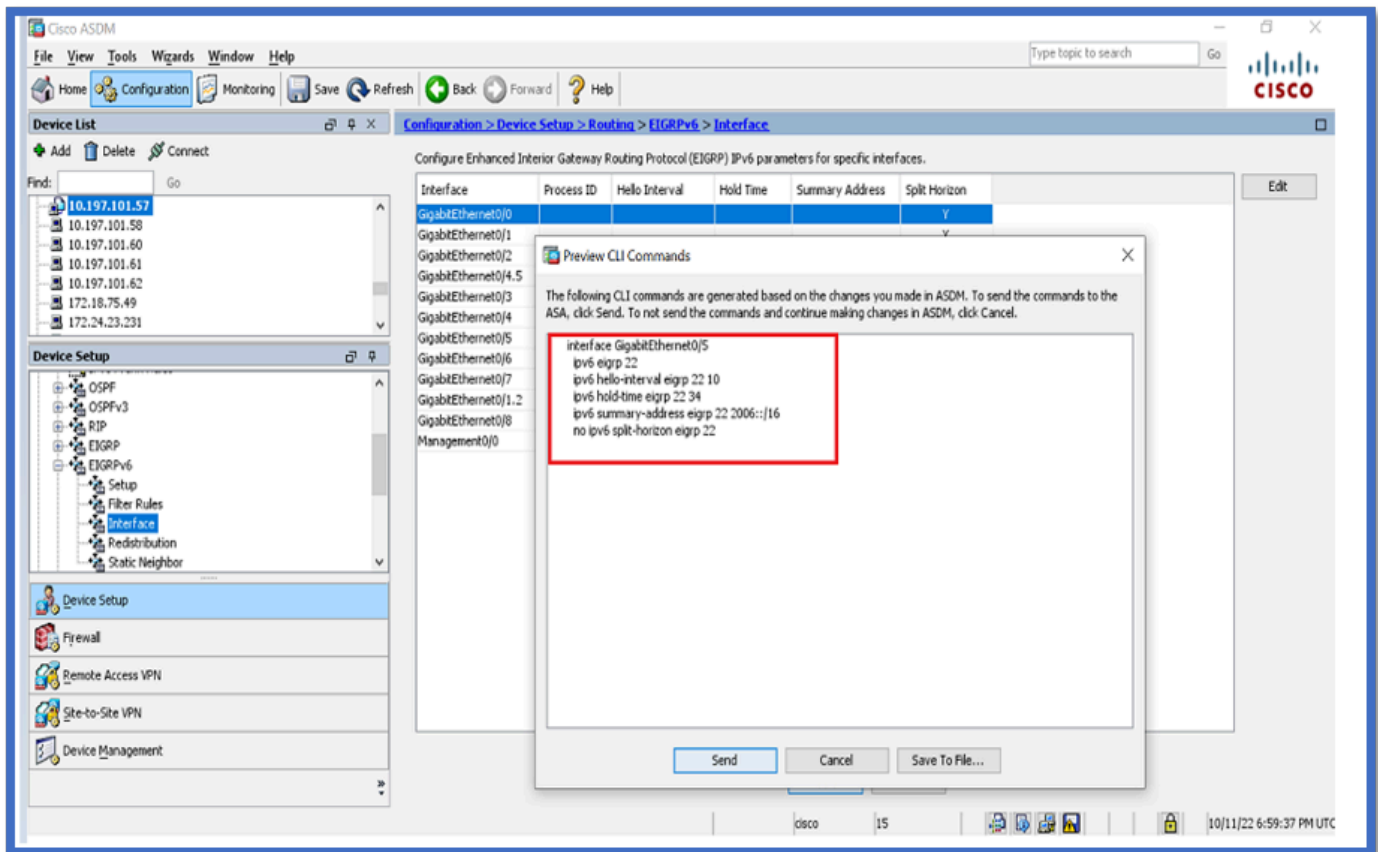 Cisco ASDM
File View Tools Wizards Window Help
Type topic to search Go
Home Configuration Monitoring Save Refresh Back Forward Help
CISCO
Device List
Add Delete Connect
Find: Go
10.197.101.57
10.197.101.58
10.197.101.60
10.197.101.61
10.197.101.62
172.18.75.49
172.24.23.231
Device Setup
OSPF
OSPFv3
RIP
EIGRP
EIGRPv6
Setup
Filter Rules
Interface
Redistribution
Static Neighbor
Device Setup
Firewall
Remote Access VPN
Site-to-Site VPN
Device Management
Configuration > Device Setup > Routing > EIGRPv6 > Interface
Configure Enhanced Interior Gateway Routing Protocol (EIGRP) IPv6 parameters for specific interfaces.
Interface Process ID Hello Interval Hold Time Summary Address Split Horizon
Edit
GigabitEthernet0/0 Y
GigabitEthernet0/1 Y
GigabitEthernet0/2
GigabitEthernet0/4.5
GigabitEthernet0/3
GigabitEthernet0/4
GigabitEthernet0/5
GigabitEthernet0/6
GigabitEthernet0/7
GigabitEthernet0/1.2
GigabitEthernet0/8
Management0/0
Preview CLI Commands
The following CLI commands are generated based on the changes you made in ASDM. To send the commands to the
ASA, click Send. To not send the commands and continue making changes in ASDM, click Cancel.
interface GigabitEthernet0/5
ipv6 eigrp 22
ipv6 hello-interval eigrp 22 10
ipv6 hold-time eigrp 22 34
ipv6 summary-address eigrp 22 2006::/16
no ipv6 split-horizon eigrp 22
Send Cancel Save To File...
cisco 15 10/11/22 6:59:37 PM UTC